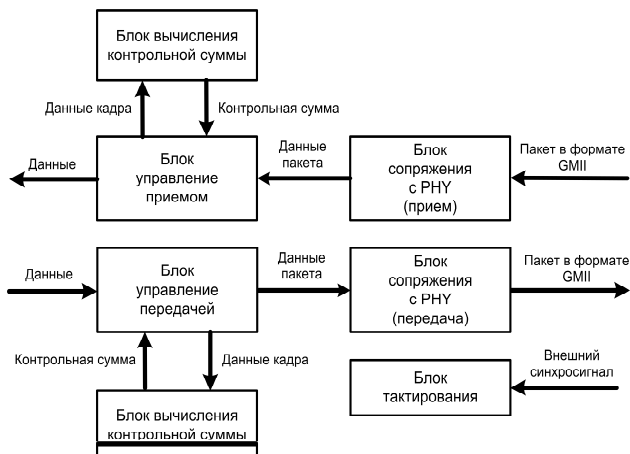 Блок вычисления
контрольной суммы
Данные кадра
Контрольная сумма
Данные
Блок
управление
приемом
Данные
пакета
Блок
сопряжения
с PHY
(прием)
Пакет в формате
GMII
Данные
Блок
управление
передачей
Данные
пакета
Блок
сопряжения
с PHY
(передача)
Пакет в формате
GMII
Контрольная сумма
Данные кадра
Блок
тактирования
Внешний
синхросигнал
Блок вычисления
контрольной суммы